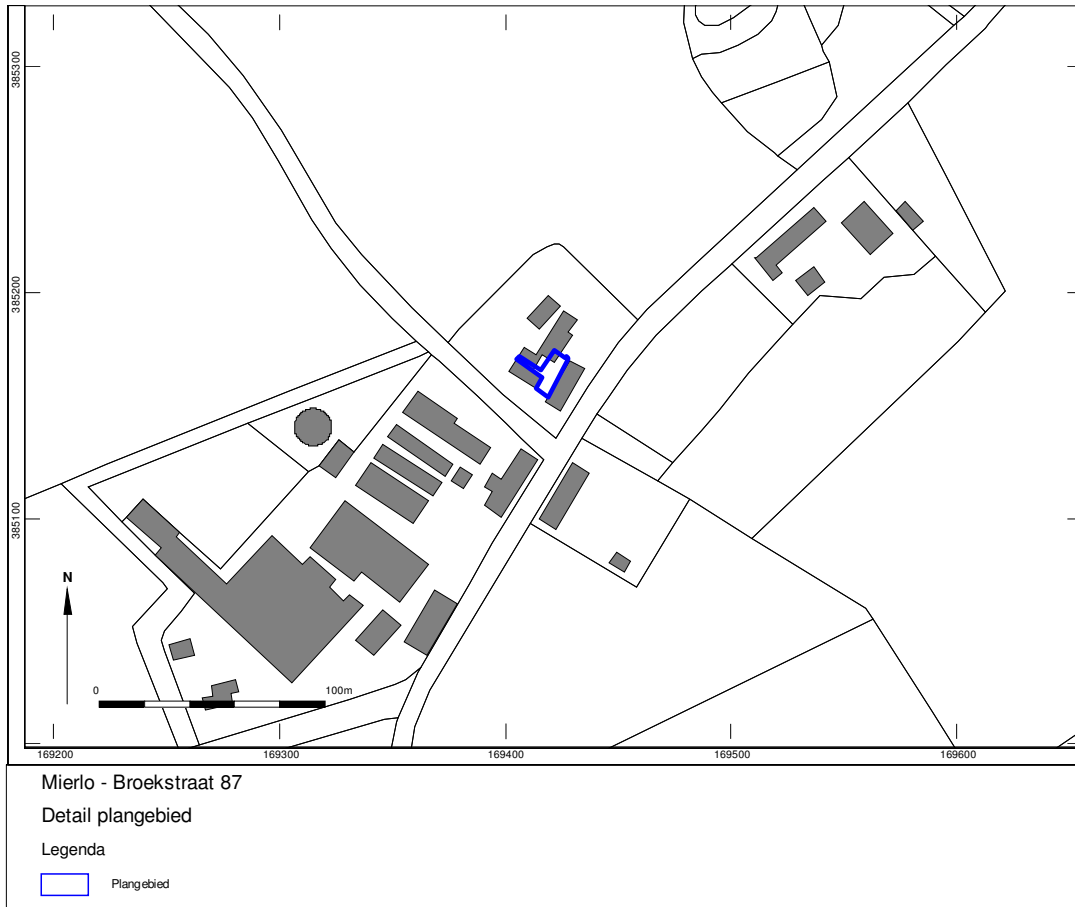 385300
385200
385100
N
0 100m
169200 169300 169400 169500 169600
Mierlo - Broekstraat 87
Detail plangebied
Legenda
Plangebied